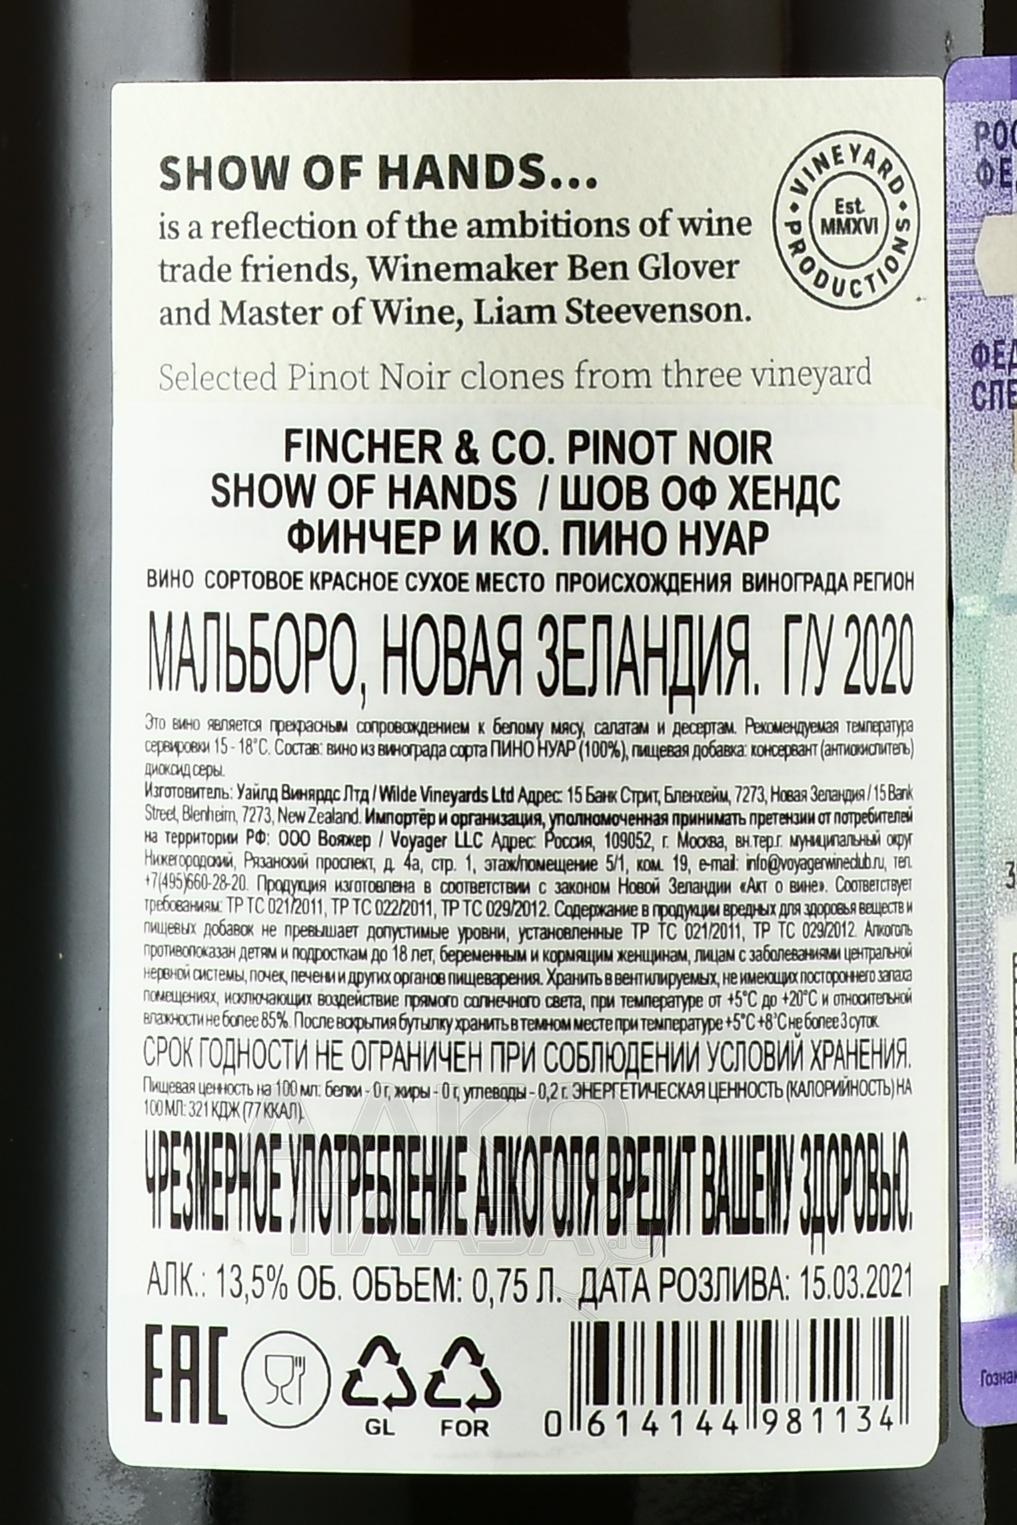 SHOW OF HANDS...
is a reflection of the ambitions of wine
trade friends, Winemaker Ben Glover
and Master of Wine, Liam Steevenson.
VINEYARD PRODUCTIONS
Est.
MMXVI
Selected Pinot Noir clones from three vineyard
FINCHER & CO. PINOT NOIR
SHOW OF HANDS / ШОВ ОФ ХЕНДС
ФИНЧЕР И КО. ПИНО НУАР
ВИНО СОРТОВОЕ КРАСНОЕ СУХОЕ МЕСТО ПРОИСХОЖДЕНИЯ ВИНОГРАДА РЕГИОН
МАЛЬБОРО, НОВАЯ ЗЕЛАНДИЯ. Г/У 2020
Это вино является прекрасным сопровождением к белому мясу, салатам и десертам. Рекомендуемая температура
сервировки 15 - 18°С. Состав: вино из винограда сорта ПИНО НУАР (100%), пищевая добавка: консервант (антиокислитель)
диоксид серы.
Изготовитель: Уайлд Винярдс Лтд / Wilde Vineyards Ltd Адрес: 15 Банк Стрит, Бленхейм, 7273, Новая Зеландия / 15 Bank
Street, Blenheim, 7273, New Zealand. Импортёр и организация, уполномоченная принимать претензии от потребителей
на территории РФ: ООО Вояжер / Voyager LLC Адрес: Россия, 109052, г. Москва, вн.тер.г. муниципальный округ
Нижегородский, Рязанский проспект, д. 4а, стр. 1, этаж/помещение 5/1, ком. 19, e-mail: info@voyagerwineclub.ru, тел.
+7(495)660-28-20. Продукция изготовлена в соответствии с законом Новой Зеландии «Акт о вине». Соответствует
требованиям: ТР ТС 021/2011, ТР ТС 022/2011, ТР ТС 029/2012. Содержание в продукции вредных для здоровья веществ и
пищевых добавок не превышает допустимые уровни, установленные ТР ТС 021/2011, ТР ТС 029/2012. Алкоголь
противопоказан детям и подросткам до 18 лет, беременным и кормящим женщинам, лицам с заболеваниями центральной
нервной системы, почек, печени и других органов пищеварения. Хранить в вентилируемых, не имеющих постороннего запаха
помещениях, исключающих воздействие прямого солнечного света, при температуре от +5°С до +20°С и относительной
влажности не более 85%. После вскрытия бутылку хранить в темном месте при температуре +5°С +8°С не более 3 суток.
СРОК ГОДНОСТИ НЕ ОГРАНИЧЕН ПРИ СОБЛЮДЕНИИ УСЛОВИЙ ХРАНЕНИЯ.
Пищевая ценность на 100 мл: белки - 0 г, жиры - 0 г, углеводы - 0,2 г. ЭНЕРГЕТИЧЕСКАЯ ЦЕННОСТЬ (КАЛОРИЙНОСТЬ) НА
100 МЛ: 321 КДЖ (77 ККАЛ).
ЧРЕЗМЕРНОЕ УПОТРЕБЛЕНИЕ АЛКОГОЛЯ ВРЕДИТ ВАШЕМУ ЗДОРОВЬЮ.
АЛК.: 13,5% ОБ. ОБЪЕМ: 0,75 Л. ДАТА РОЗЛИВА: 15.03.2021
EAC
GL
FOR
0 614144 981134